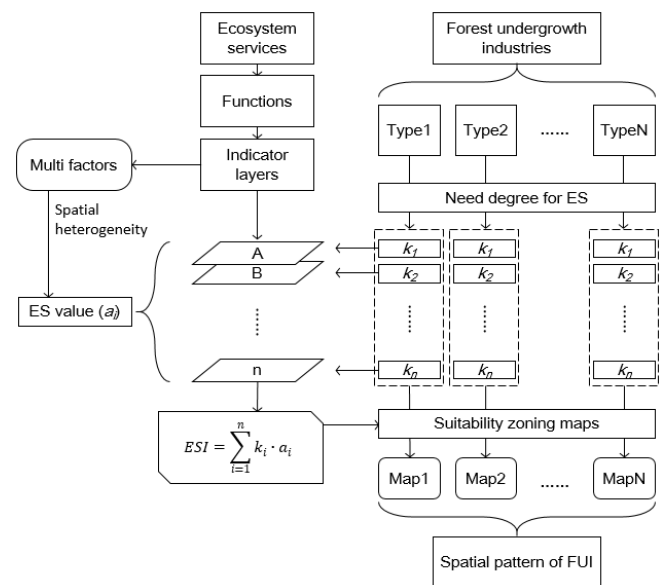 Ecosystem
services
Forest undergrowth
industries
Functions
Type1
Type2
......
TypeN
Multi factors
Indicator
layers
Need degree for ES
Spatial
heterogeneity
A
B
......
n
k1
k2
......
kn
k1
k2
......
kn
k1
k2
......
kn
ES value (ai)
ESI = ∑ⁿᵢ₌₁ ki · ai
Suitability zoning maps
Map1
Map2
......
MapN
Spatial pattern of FUI